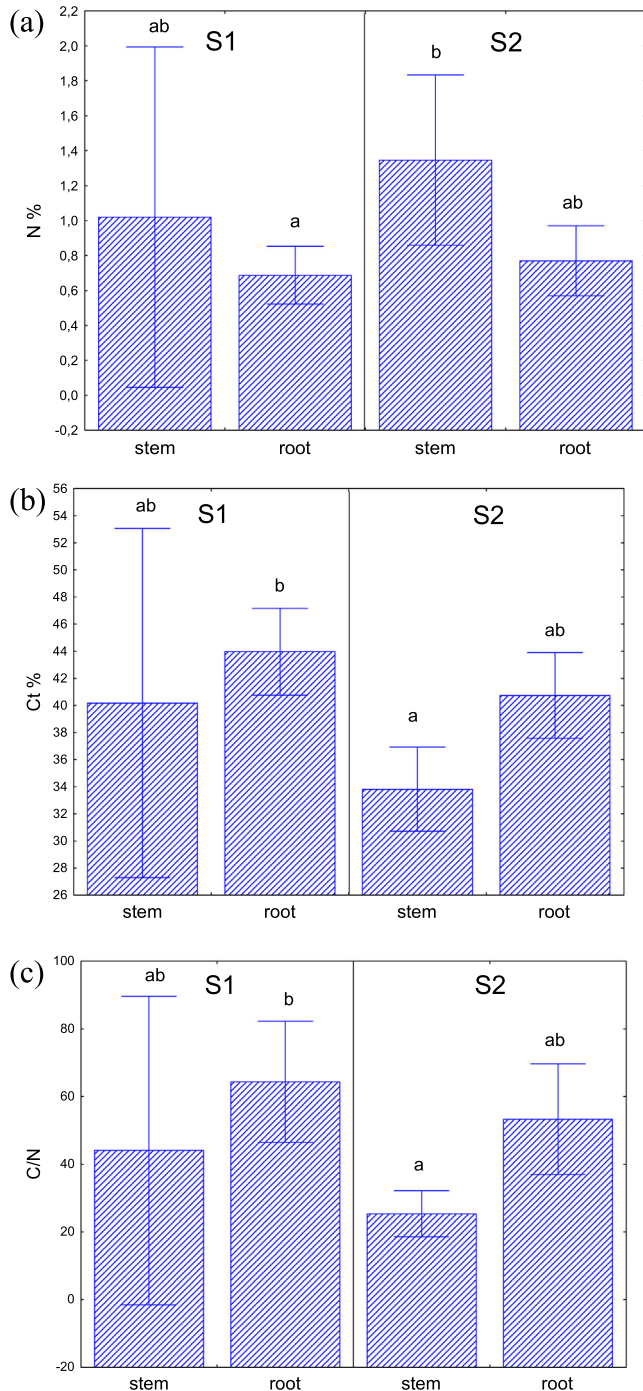 (a)
2,2
2,0
1,8
1,6
1,4
1,2
1,0
0,8
0,6
0,4
0,2
0,0
-0,2
N %
S1 S2
ab a b ab
stem root stem root
(b)
56
54
52
50
48
46
44
42
40
38
36
34
32
30
28
26
Ct %
S1 S2
ab b a ab
stem root stem root
(c)
100
80
60
40
20
0
-20
C/N
S1 S2
ab b a ab
stem root stem root